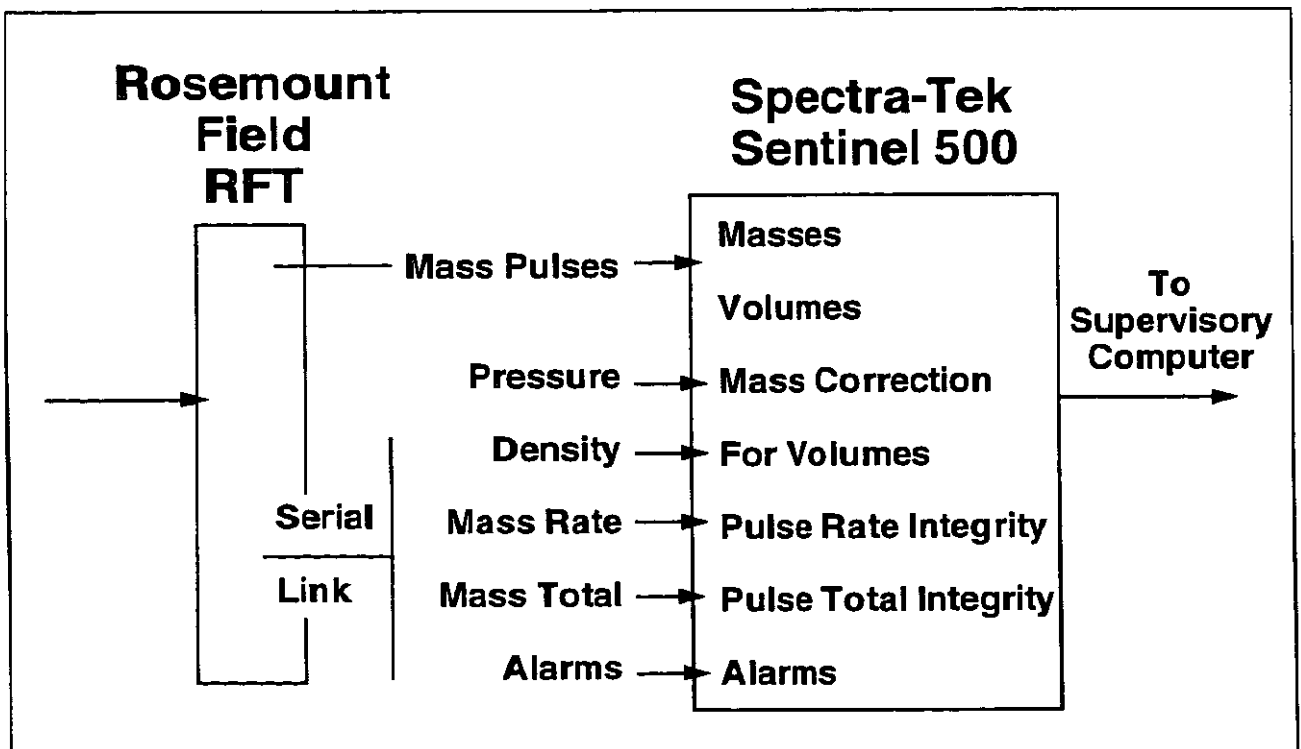 Rosemount
Field
RFT
Spectra-Tek
Sentinel 500
Mass Pulses
Masses
Volumes
Pressure
Mass Correction
Density
For Volumes
Serial
Link
Mass Rate
Pulse Rate Integrity
Mass Total
Pulse Total Integrity
Alarms
Alarms
To
Supervisory
Computer